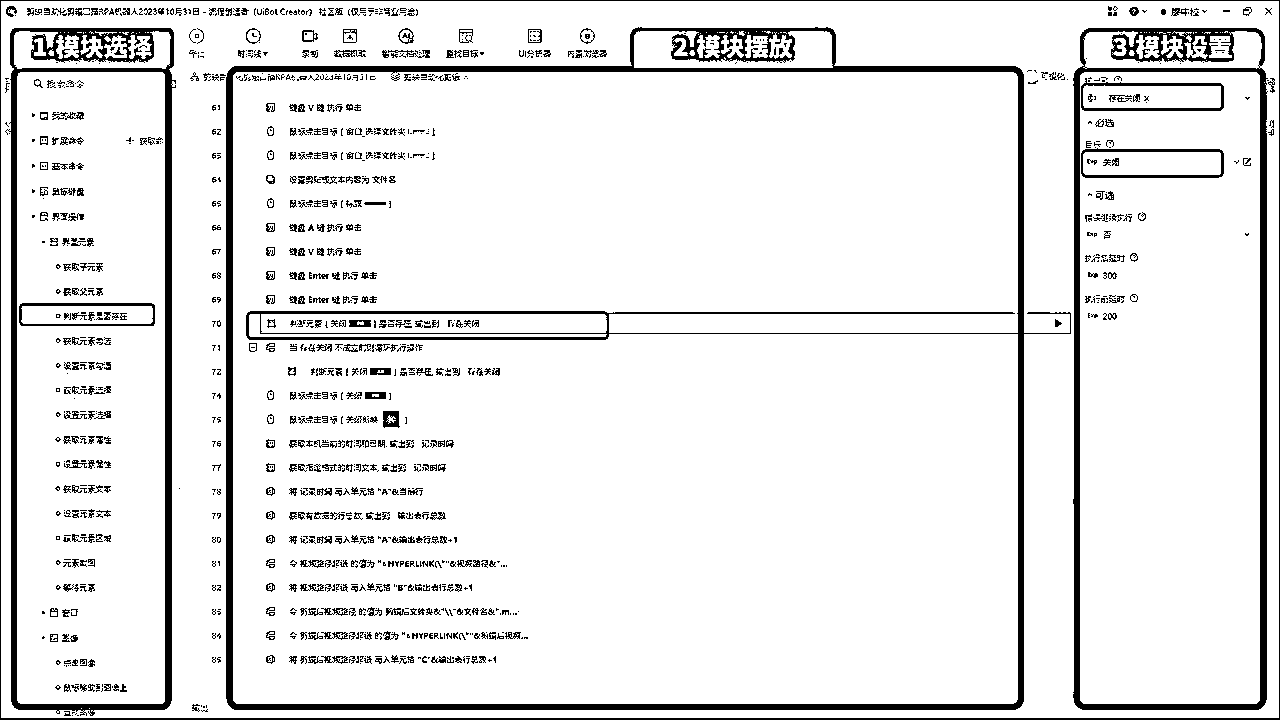 剪映自动化剪辑口播RPA机器人2023年10月31日 - 流程创造者 (UiBot Creator) 社区版 (仅用于非商业用途)
1.模块选择
停止
时间线
录制
数据抓取
智能文档处理
查找目标
UI分析器
内置浏览器
2.模块摆放
3.模块设置
搜索命令
我的收藏
扩展命令
获取命
基本命令
鼠标键盘
界面操作
界面元素
获取子元素
获取父元素
判断元素是否存在
获取元素勾选
设置元素勾选
获取元素选择
设置元素选择
获取元素属性
设置元素属性
获取元素文本
设置元素文本
获取元素区域
元素截图
等待元素
窗口
图像
点击图像
鼠标移动到图像上
查找图像
剪映自动化剪辑口播RPA机器人2023年10月31日
剪映自动化剪辑 ×
可视化
61 键盘 V 键 执行 单击
62 鼠标点击目标 [ 窗口_选择文件夹
63 鼠标点击目标 [ 窗口_选择文件夹
64 设置剪贴板文本内容为 文件名
65 鼠标点击目标 [ 标题 ]
66 键盘 A 键 执行 单击
67 键盘 V 键 执行 单击
68 键盘 Enter 键 执行 单击
69 键盘 Enter 键 执行 单击
70 判断元素 [ 关闭 ] 是否存在, 输出到 存在关闭
71 当 存在关闭 不成立时则循环执行操作
72 判断元素 [ 关闭 ] 是否存在, 输出到 存在关闭
74 鼠标点击目标 [ 关闭 ]
75 鼠标点击目标 [ 关闭剪映 ]
76 获取本机当前的时间和日期, 输出到 记录时间
77 获取指定格式的时间文本, 输出到 记录时间
78 将 记录时间 写入单元格 "A"&当前行
79 获取有数据的行总数, 输出到 输出表行总数
80 将 记录时间 写入单元格 "A"&输出表行总数+1
81 令 视频路径超链 的值为 "=HYPERLINK(\""&视频路径&"...
82 将 视频路径超链 写入单元格 "B"&输出表行总数+1
83 令 剪辑后视频路径 的值为 剪辑后文件夹&"\\"&文件名&".m...
84 令 剪辑后视频路径超链 的值为 "=HYPERLINK(\""&剪辑后视频...
85 将 剪辑后视频路径超链 写入单元格 "C"&输出表行总数+1
输出
输出到
存在关闭 ×
必选
目标
Exp 关闭
可选
错误继续执行
Exp 否
执行后延时
Exp 300
执行前延时
Exp 200